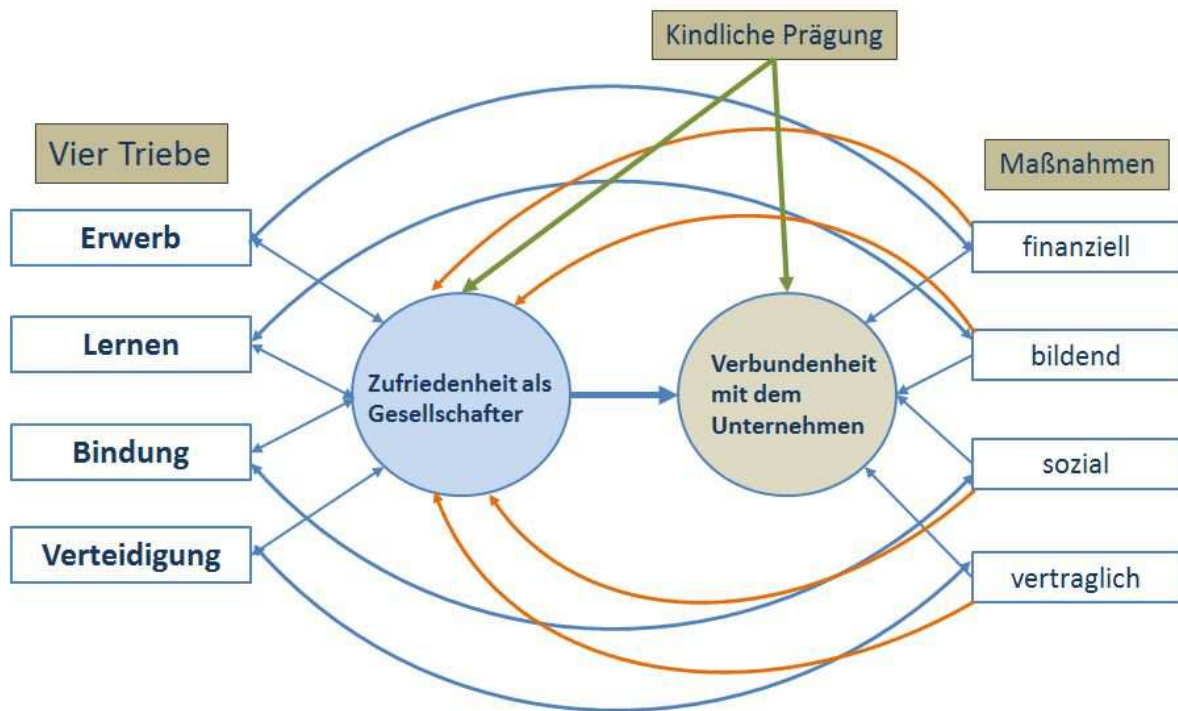 Kindliche Prägung
Vier Triebe
Maßnahmen
Erwerb
finanziell
Lernen
bildend
Zufriedenheit als
Gesellschafter
Verbundenheit
mit dem
Unternehmen
Bindung
sozial
Verteidigung
vertraglich